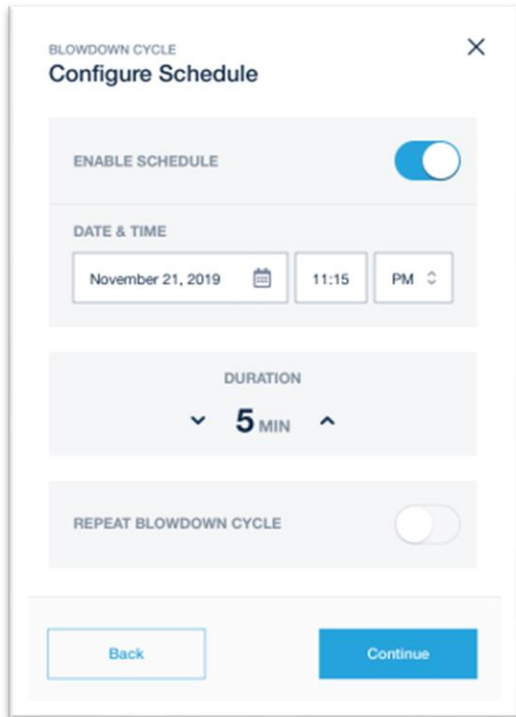 BLOWDOWN CYCLE
Configure Schedule
ENABLE SCHEDULE
DATE & TIME
November 21, 2019 11:15 PM
DURATION
5 MIN
REPEAT BLOWDOWN CYCLE
Back Continue